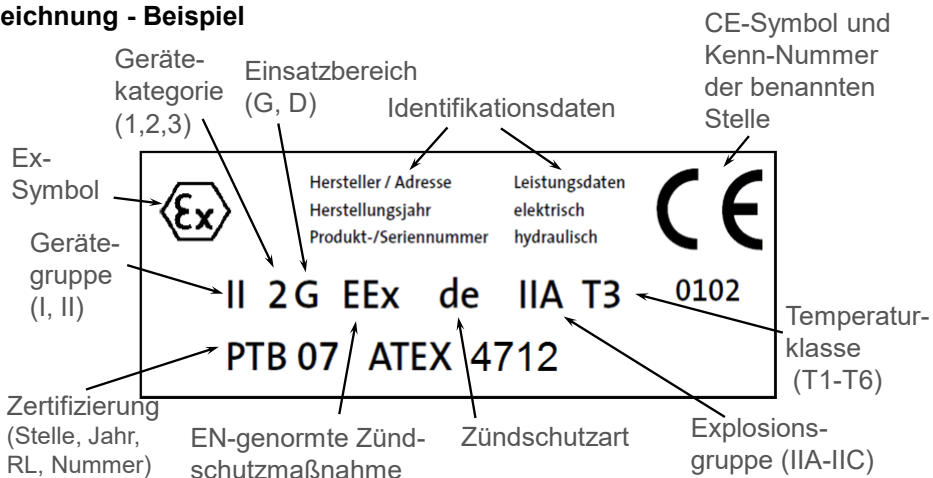 eichnung - Beispiel
CE-Symbol und
Kenn-Nummer
der benannten
Stelle
Geräte-
kategorie
(1,2,3)
Einsatzbereich
(G, D)
Identifikationsdaten
Ex-
Symbol
Geräte-
gruppe
(I, II)
Ex
Hersteller / Adresse
Herstellungsjahr
Produkt-/Seriennummer
Leistungsdaten
elektrisch
hydraulisch
CE
II 2 G EEx de IIA T3 0102
PTB 07 ATEX 4712
Temperatur-
klasse
(T1-T6)
Zertifizierung
(Stelle, Jahr,
RL, Nummer)
EN-genormte Zünd-
schutzmaßnahme
Zündschutzart
Explosions-
gruppe (IIA-IIC)